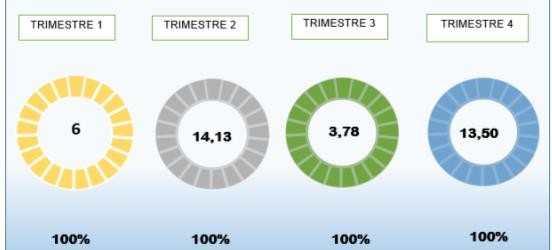 TRIMESTRE 1
TRIMESTRE 2
TRIMESTRE 3
TRIMESTRE 4
6
14,13
3,78
13,50
100%
100%
100%
100%